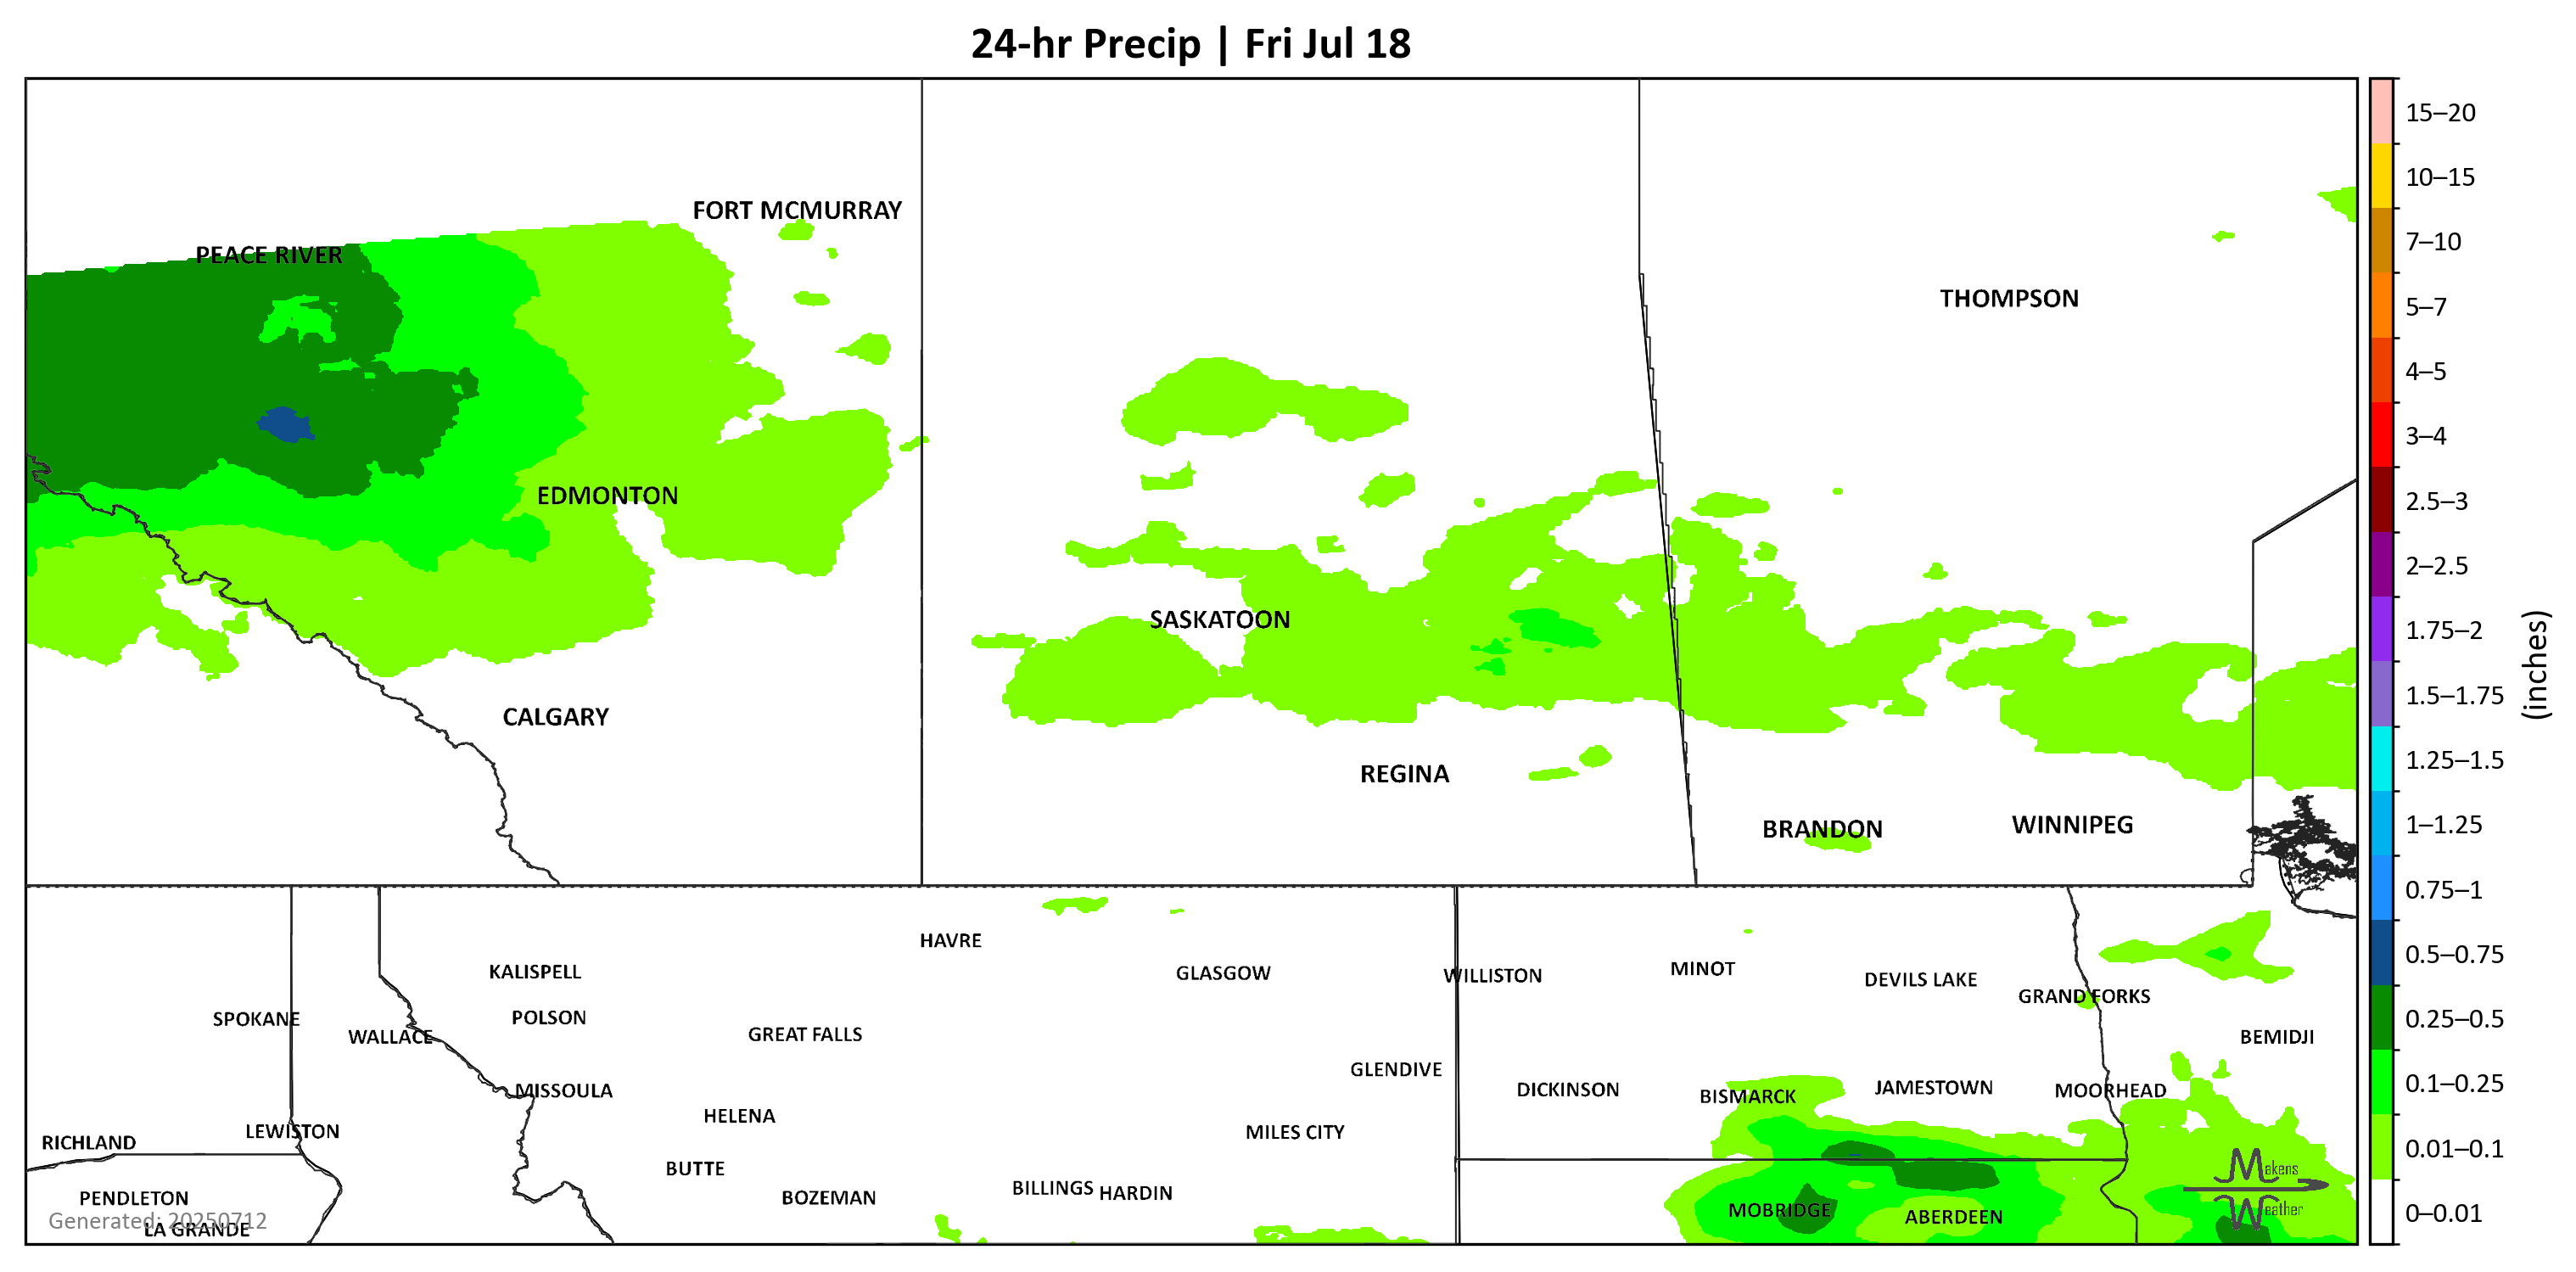 24-hr Precip | Fri Jul 18
FORT MCMURRAY
PEACE RIVER
THOMPSON
EDMONTON
SASKATOON
CALGARY
REGINA
BRANDON
WINNIPEG
HAVRE
KALISPELL
GLASGOW
WILLISTON
MINOT
DEVILS LAKE
GRAND FORKS
SPOKANE
WALLACE
POLSON
GREAT FALLS
BEMIDJI
GLENDIVE
MISSOULA
DICKINSON
BISMARCK
JAMESTOWN
MOORHEAD
HELENA
LEWISTON
RICHLAND
MILES CITY
BUTTE
PENDLETON
BOZEMAN
BILLINGS
HARDIN
MOBRIDGE
ABERDEEN
Generated: 20250712
LA GRANDE
Makens
Weather
15–20
10–15
7–10
5–7
4–5
3–4
2.5–3
2–2.5
1.75–2
1.5–1.75
1.25–1.5
1–1.25
0.75–1
0.5–0.75
0.25–0.5
0.1–0.25
0.01–0.1
0–0.01
(inches)